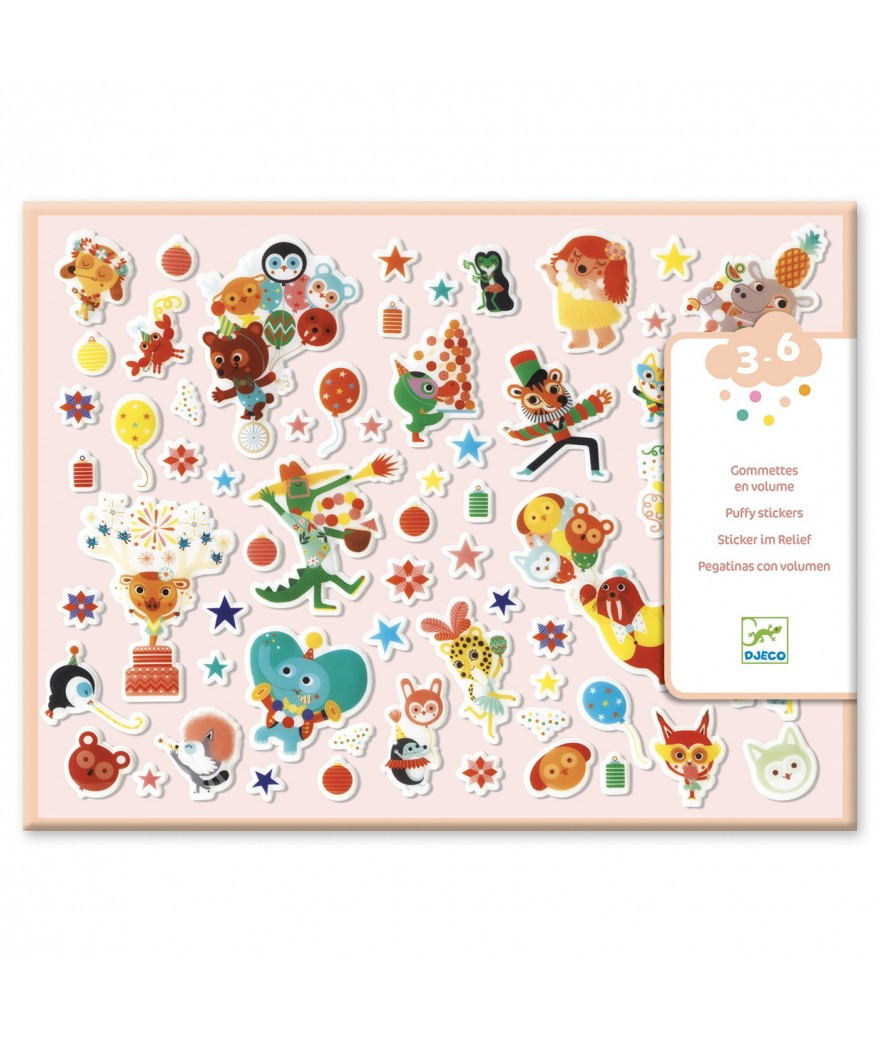 3-6
Gommettes
en volume
Puffy stickers
Sticker im Relief
Pegatinas con volumen
DJECO